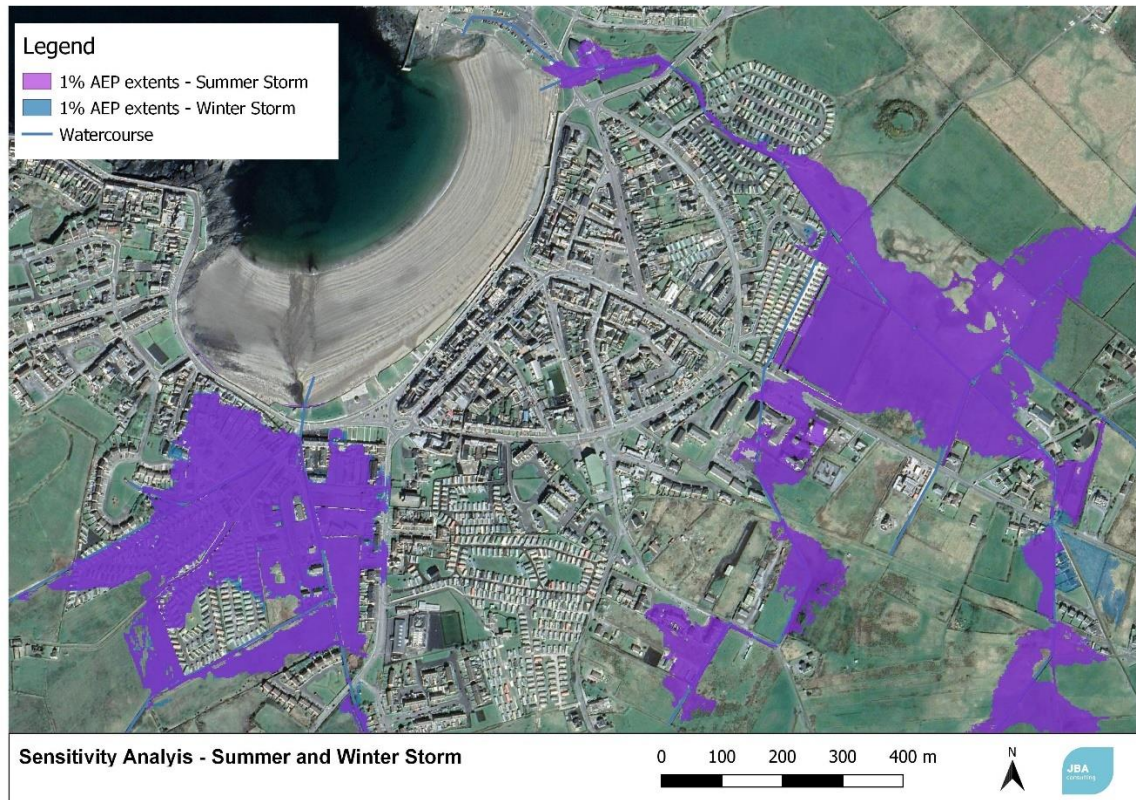 Legend
1% AEP extents - Summer Storm
1% AEP extents - Winter Storm
Watercourse
Sensitivity Analyis - Summer and Winter Storm
0 100 200 300 400 m
N
JBA
consulting